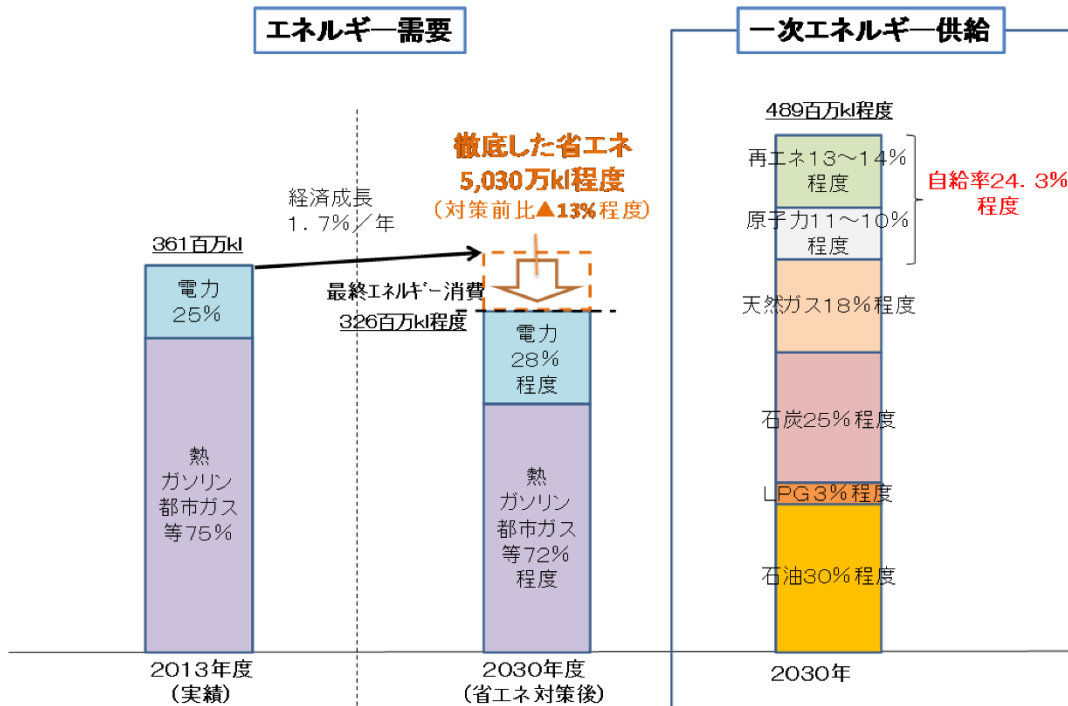 エネルギー需要
一次エネルギー供給
徹底した省エネ
5,030万kl程度
(対策前比▲13%程度)
経済成長
1．7%／年
361百万kl
電力
25%
熱
ガソリン
都市ガス
等75%
2013年度
(実績)
最終エネルギー消費
326百万kl程度
電力
28%
程度
熱
ガソリン
都市ガス
等72%
程度
2030年度
(省エネ対策後)
489百万kl程度
再エネ13～14%
程度
原子力11～10%
程度
自給率24．3%
程度
天然ガス18%程度
石炭25%程度
LPG3%程度
石油30%程度
2030年